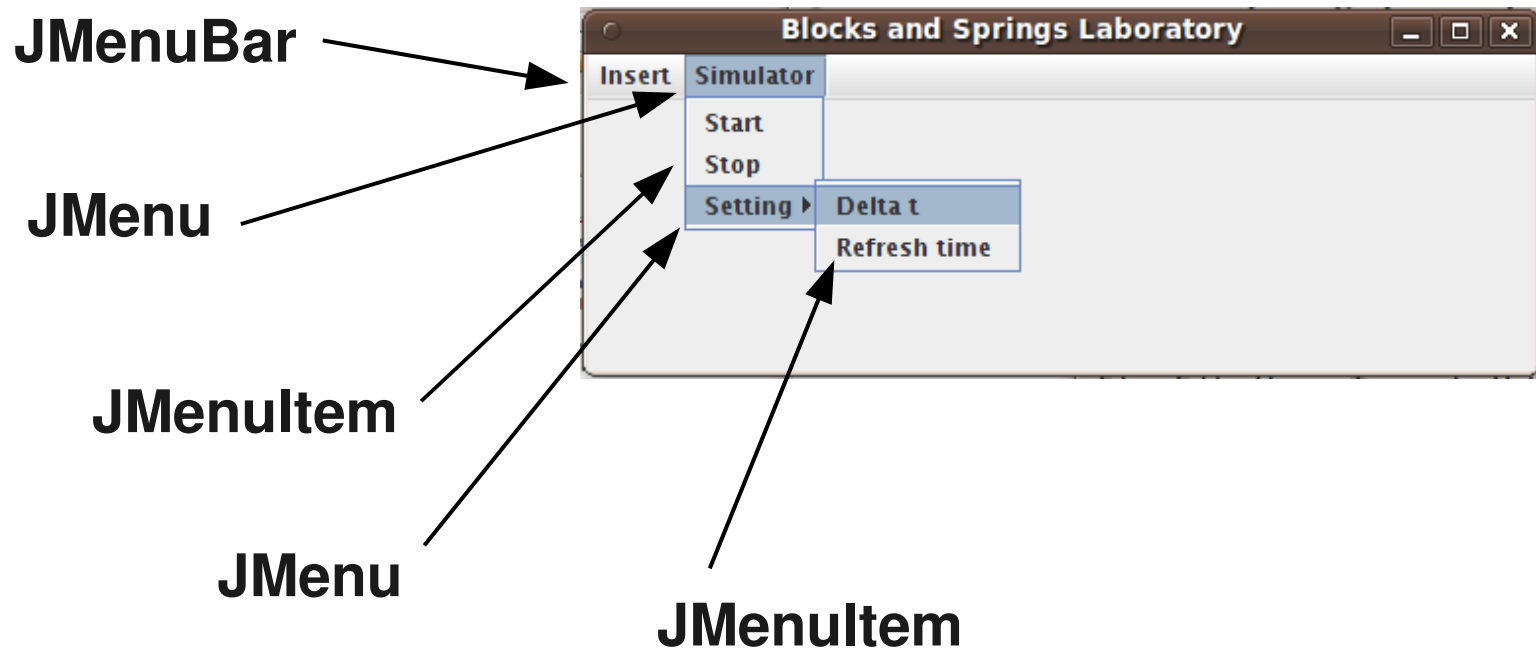 JMenuBar
Blocks and Springs Laboratory
Insert Simulator
Start
Stop
Setting Delta t
Refresh time
JMenu
JMenuItem
JMenu
JMenuItem